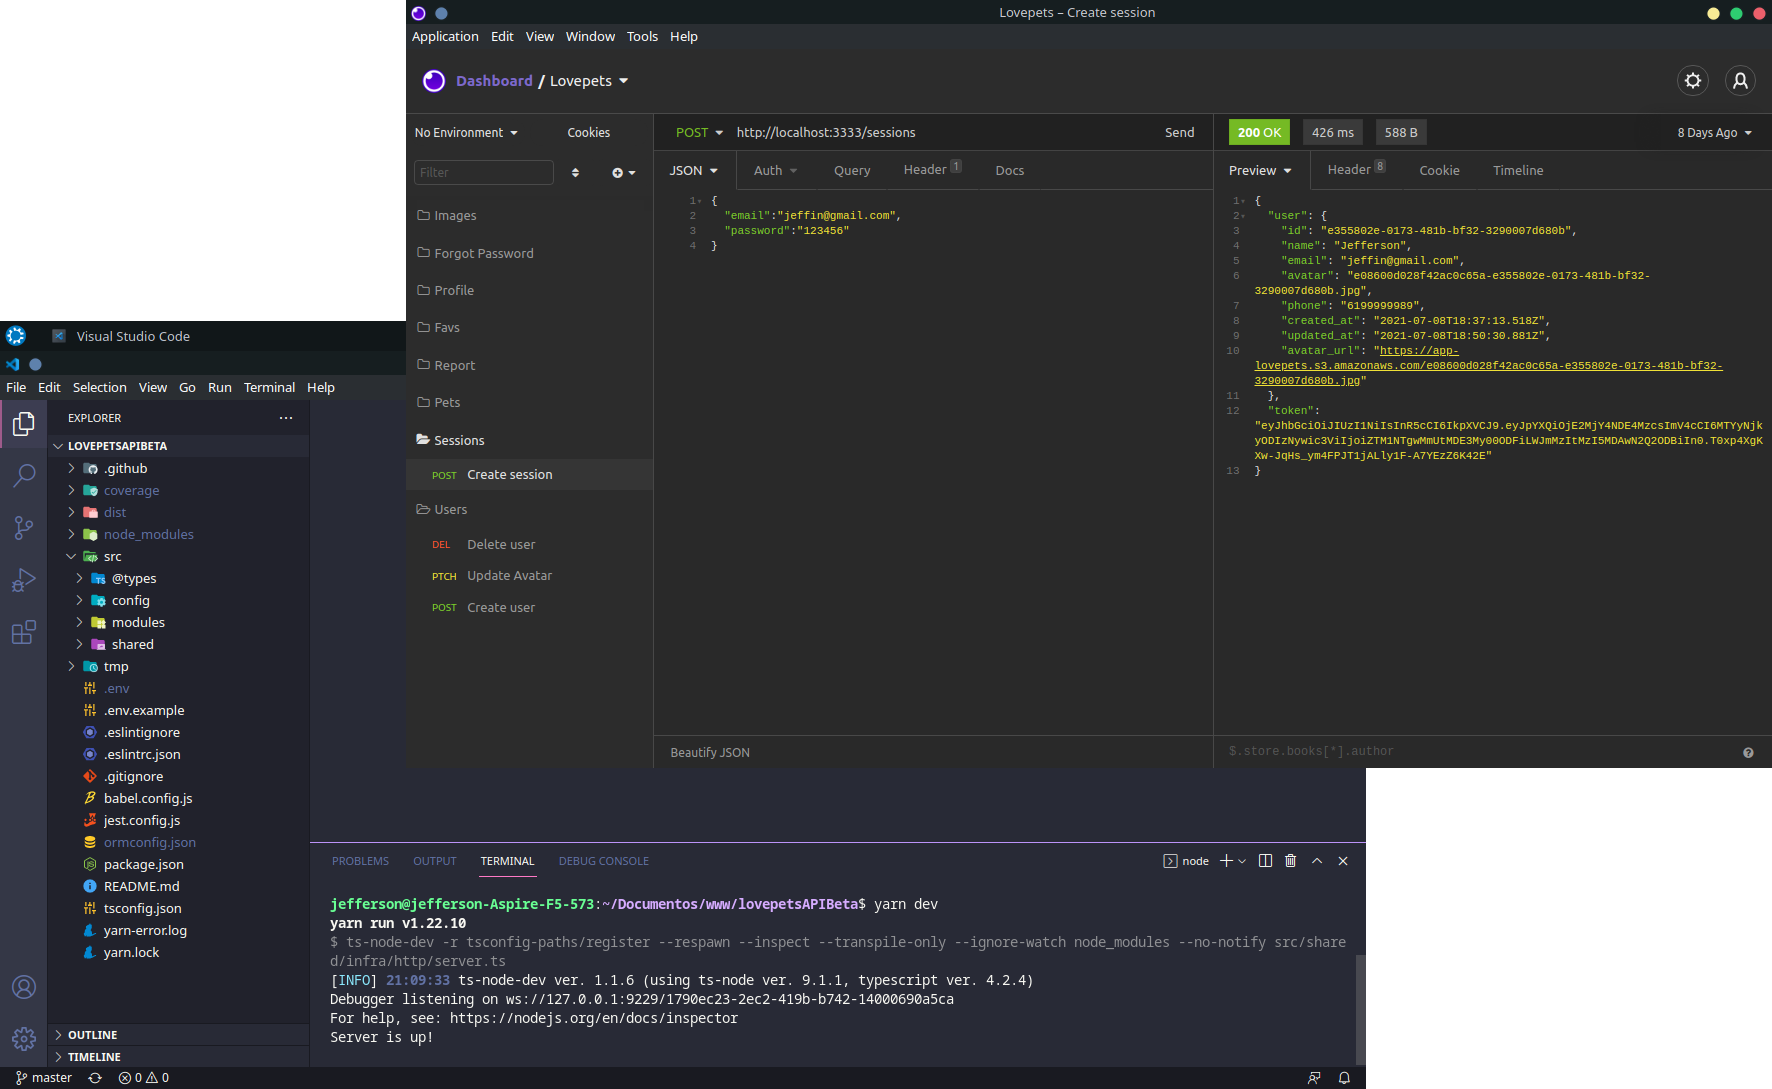 Lovepets – Create session
Application Edit View Window Tools Help
Dashboard / Lovepets
No Environment Cookies
Filter
Images
Forgot Password
Profile
Favs
Report
Pets
Sessions
POST Create session
Users
DEL Delete user
PTCH Update Avatar
POST Create user
POST http://localhost:3333/sessions Send
JSON Auth Query Header 1 Docs
1 {
2 "email":"jeffin@gmail.com",
3 "password":"123456"
4 }
Beautify JSON
200 OK 426 ms 588 B 8 Days Ago
Preview Header 8 Cookie Timeline
1 {
2 "user": {
3 "id": "e355802e-0173-481b-bf32-3290007d680b",
4 "name": "Jefferson",
5 "email": "jeffin@gmail.com",
6 "avatar": "e08600d028f42ac0c65a-e355802e-0173-481b-bf32-
3290007d680b.jpg",
7 "phone": "6199999989",
8 "created_at": "2021-07-08T18:37:13.518Z",
9 "updated_at": "2021-07-08T18:50:30.881Z",
10 "avatar_url": "https://app-
lovepets.s3.amazonaws.com/e08600d028f42ac0c65a-e355802e-0173-481b-bf32-
3290007d680b.jpg"
11 },
12 "token":
"eyJhbGciOiJIUzI1NiIsInR5cCI6IkpXVCJ9.eyJpYXQiOjE2MjY4NDE4MzcsImV4cCI6MTYyNjk
yODIzNywic3ViIjoiZTM1NTgwMmUtMDE3My00ODFiLWJmMzItMzI5MDAwN2Q2ODBiIn0.T0xp4XgK
Xw-JqHs_ym4FPJT1jALly1F-A7YEzZ6K42E"
13 }
$.store.books[*].author
Visual Studio Code
File Edit Selection View Go Run Terminal Help
EXPLORER
LOVEPETSAPIBETA
.github
coverage
dist
node_modules
src
@types
config
modules
shared
tmp
.env
.env.example
.eslintignore
.eslintrc.json
.gitignore
babel.config.js
jest.config.js
ormconfig.json
package.json
README.md
tsconfig.json
yarn-error.log
yarn.lock
OUTLINE
TIMELINE
PROBLEMS OUTPUT TERMINAL DEBUG CONSOLE node
jefferson@jefferson-Aspire-F5-573:~/Documentos/www/lovepetsAPIBeta$ yarn dev
yarn run v1.22.10
$ ts-node-dev -r tsconfig-paths/register --respawn --inspect --transpile-only --ignore-watch node_modules --no-notify src/share
d/infra/http/server.ts
[INFO] 21:09:33 ts-node-dev ver. 1.1.6 (using ts-node ver. 9.1.1, typescript ver. 4.2.4)
Debugger listening on ws://127.0.0.1:9229/1790ec23-2ec2-419b-b742-14000690a5ca
For help, see: https://nodejs.org/en/docs/inspector
Server is up!
master 0 0